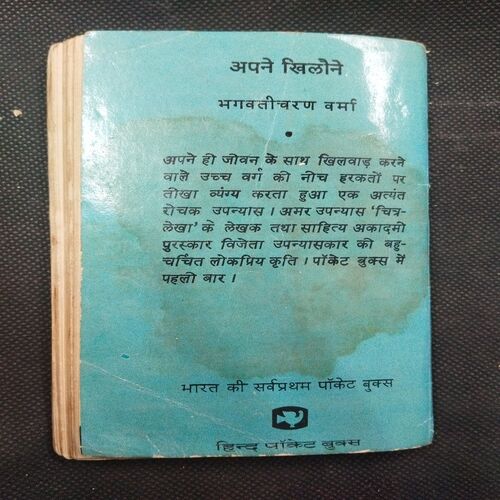 अपने खिलौने
भगवतीचरण वर्मा
अपने ही जीवन के साथ खिलवाड़ करने
वाले उच्च वर्ग की नीच हरकतों पर
तीखा व्यंग्य करता हुआ एक अत्यंत
रोचक उपन्यास । अमर उपन्यास ‘चित्र-
लेखा’ के लेखक तथा साहित्य अकादमी
पुरस्कार विजेता उपन्यासकार की बहु-
चर्चित लोकप्रिय कृति । पॉकेट बुक्स में
पहली बार ।
भारत की सर्वप्रथम पॉकेट बुक्स
हिन्द पॉकेट बुक्स